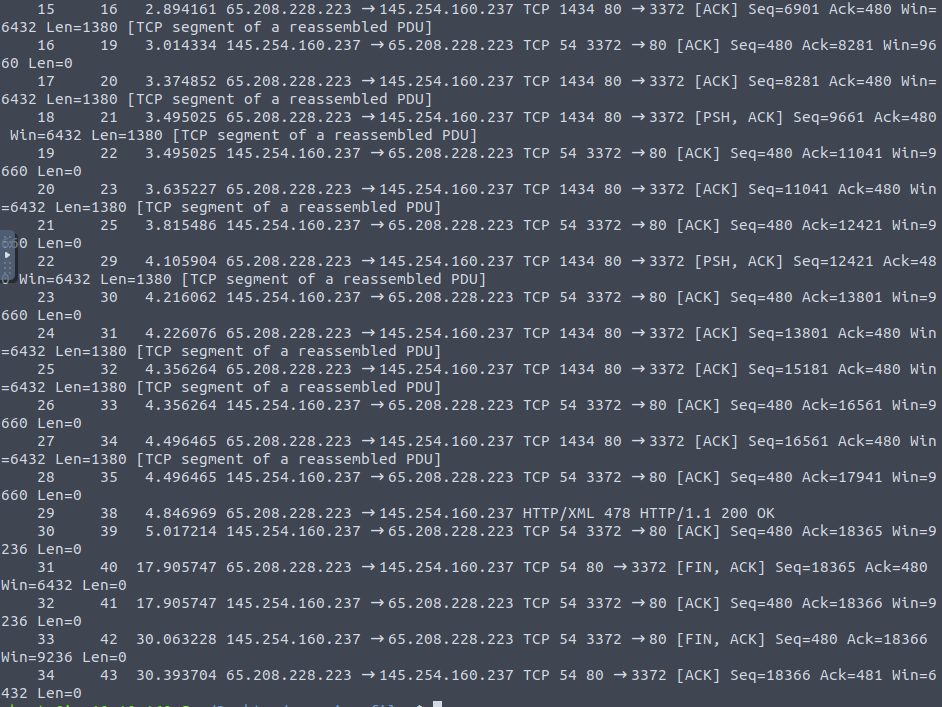 15 16 2.894161 65.208.228.223 → 145.254.160.237 TCP 1434 80 → 3372 [ACK] Seq=6901 Ack=480 Win=
6432 Len=1380 [TCP segment of a reassembled PDU]
16 19 3.014334 145.254.160.237 → 65.208.228.223 TCP 54 3372 → 80 [ACK] Seq=480 Ack=8281 Win=96
60 Len=0
17 20 3.374852 65.208.228.223 → 145.254.160.237 TCP 1434 80 → 3372 [ACK] Seq=8281 Ack=480 Win=
6432 Len=1380 [TCP segment of a reassembled PDU]
18 21 3.495025 65.208.228.223 → 145.254.160.237 TCP 1434 80 → 3372 [PSH, ACK] Seq=9661 Ack=480
Win=6432 Len=1380 [TCP segment of a reassembled PDU]
19 22 3.495025 145.254.160.237 → 65.208.228.223 TCP 54 3372 → 80 [ACK] Seq=480 Ack=11041 Win=9
660 Len=0
20 23 3.635227 65.208.228.223 → 145.254.160.237 TCP 1434 80 → 3372 [ACK] Seq=11041 Ack=480 Win
=6432 Len=1380 [TCP segment of a reassembled PDU]
21 25 3.815486 145.254.160.237 → 65.208.228.223 TCP 54 3372 → 80 [ACK] Seq=480 Ack=12421 Win=9
660 Len=0
22 29 4.105904 65.208.228.223 → 145.254.160.237 TCP 1434 80 → 3372 [PSH, ACK] Seq=12421 Ack=48
0 Win=6432 Len=1380 [TCP segment of a reassembled PDU]
23 30 4.216062 145.254.160.237 → 65.208.228.223 TCP 54 3372 → 80 [ACK] Seq=480 Ack=13801 Win=9
660 Len=0
24 31 4.226076 65.208.228.223 → 145.254.160.237 TCP 1434 80 → 3372 [ACK] Seq=13801 Ack=480 Win
=6432 Len=1380 [TCP segment of a reassembled PDU]
25 32 4.356264 65.208.228.223 → 145.254.160.237 TCP 1434 80 → 3372 [ACK] Seq=15181 Ack=480 Win
=6432 Len=1380 [TCP segment of a reassembled PDU]
26 33 4.356264 145.254.160.237 → 65.208.228.223 TCP 54 3372 → 80 [ACK] Seq=480 Ack=16561 Win=9
660 Len=0
27 34 4.496465 65.208.228.223 → 145.254.160.237 TCP 1434 80 → 3372 [ACK] Seq=16561 Ack=480 Win
=6432 Len=1380 [TCP segment of a reassembled PDU]
28 35 4.496465 145.254.160.237 → 65.208.228.223 TCP 54 3372 → 80 [ACK] Seq=480 Ack=17941 Win=9
660 Len=0
29 38 4.846969 65.208.228.223 → 145.254.160.237 HTTP/XML 478 HTTP/1.1 200 OK
30 39 5.017214 145.254.160.237 → 65.208.228.223 TCP 54 3372 → 80 [ACK] Seq=480 Ack=18365 Win=9
236 Len=0
31 40 17.905747 65.208.228.223 → 145.254.160.237 TCP 54 80 → 3372 [FIN, ACK] Seq=18365 Ack=480
Win=6432 Len=0
32 41 17.905747 145.254.160.237 → 65.208.228.223 TCP 54 3372 → 80 [ACK] Seq=480 Ack=18366 Win=9
236 Len=0
33 42 30.063228 145.254.160.237 → 65.208.228.223 TCP 54 3372 → 80 [FIN, ACK] Seq=480 Ack=18366
Win=9236 Len=0
34 43 30.393704 65.208.228.223 → 145.254.160.237 TCP 54 80 → 3372 [ACK] Seq=18366 Ack=481 Win=6
432 Len=0